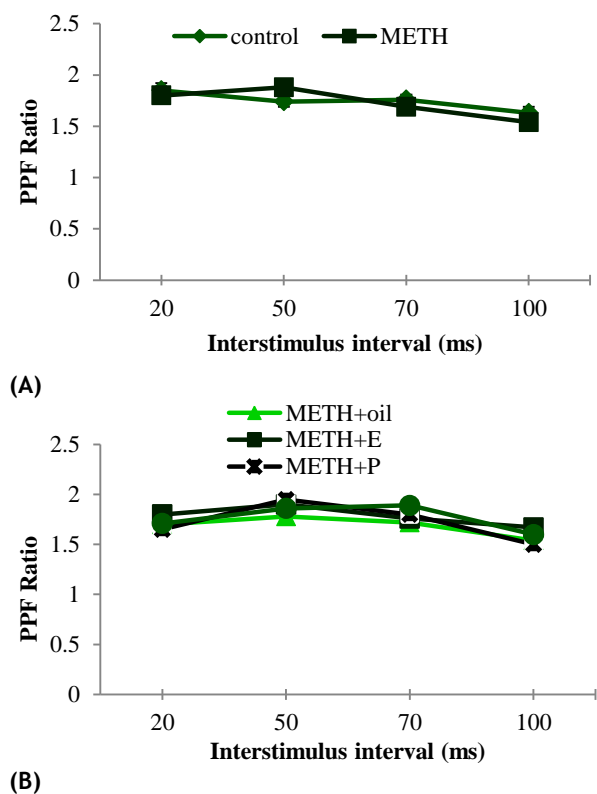 2.5
control METH
2
1.5
1
0.5
0
PPF Ratio
20 50 70 100
Interstimulus interval (ms)
(A)
METH+oil
METH+E
METH+P
2.5
2
1.5
1
0.5
0
PPF Ratio
20 50 70 100
Interstimulus interval (ms)
(B)